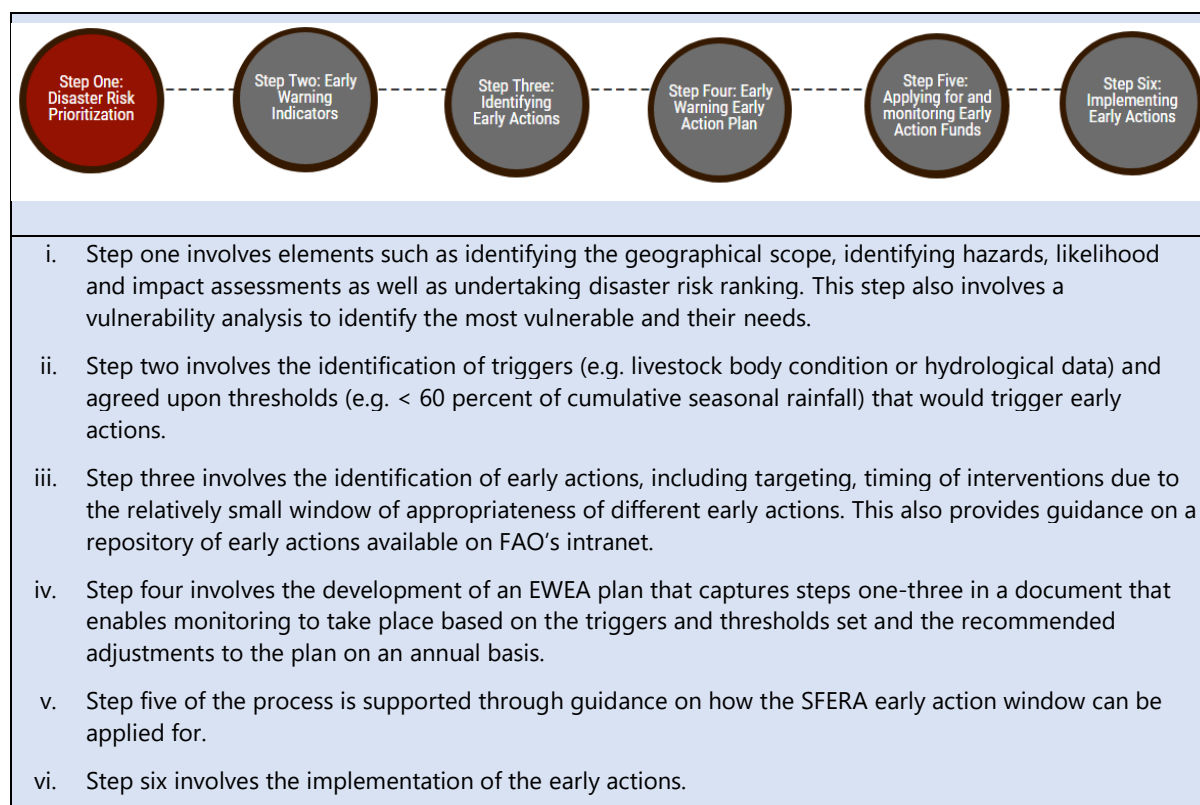 Step One:
Disaster Risk
Prioritization
Step Two: Early
Warning
Indicators
Step Three:
Identifying
Early Actions
Step Four: Early
Warning Early
Action Plan
Step Five:
Applying for and
monitoring Early
Action Funds
Step Six:
Implementing
Early Actions
i. Step one involves elements such as identifying the geographical scope, identifying hazards, likelihood
and impact assessments as well as undertaking disaster risk ranking. This step also involves a
vulnerability analysis to identify the most vulnerable and their needs.
ii. Step two involves the identification of triggers (e.g. livestock body condition or hydrological data) and
agreed upon thresholds (e.g. < 60 percent of cumulative seasonal rainfall) that would trigger early
actions.
iii. Step three involves the identification of early actions, including targeting, timing of interventions due to
the relatively small window of appropriateness of different early actions. This also provides guidance on a
repository of early actions available on FAO’s intranet.
iv. Step four involves the development of an EWEA plan that captures steps one-three in a document that
enables monitoring to take place based on the triggers and thresholds set and the recommended
adjustments to the plan on an annual basis.
v. Step five of the process is supported through guidance on how the SFERA early action window can be
applied for.
vi. Step six involves the implementation of the early actions.